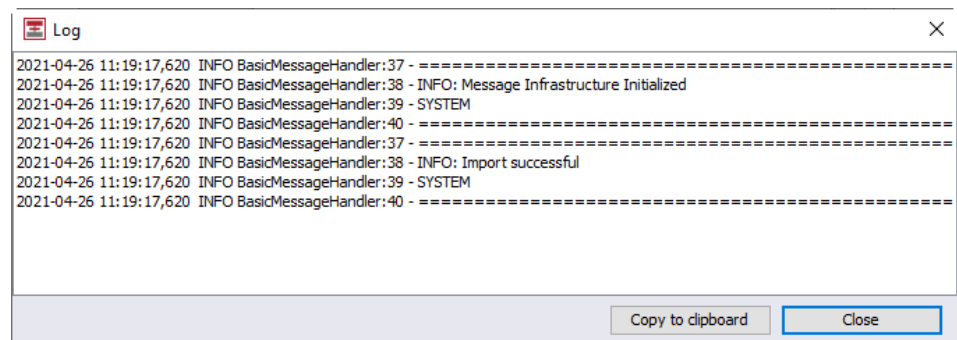 Log
2021-04-26 11:19:17,620 INFO BasicMessageHandler:37 - ================================================
2021-04-26 11:19:17,620 INFO BasicMessageHandler:38 - INFO: Message Infrastructure Initialized
2021-04-26 11:19:17,620 INFO BasicMessageHandler:39 - SYSTEM
2021-04-26 11:19:17,620 INFO BasicMessageHandler:40 - ================================================
2021-04-26 11:19:17,620 INFO BasicMessageHandler:37 - ================================================
2021-04-26 11:19:17,620 INFO BasicMessageHandler:38 - INFO: Import successful
2021-04-26 11:19:17,620 INFO BasicMessageHandler:39 - SYSTEM
2021-04-26 11:19:17,620 INFO BasicMessageHandler:40 - ================================================
Copy to clipboard Close